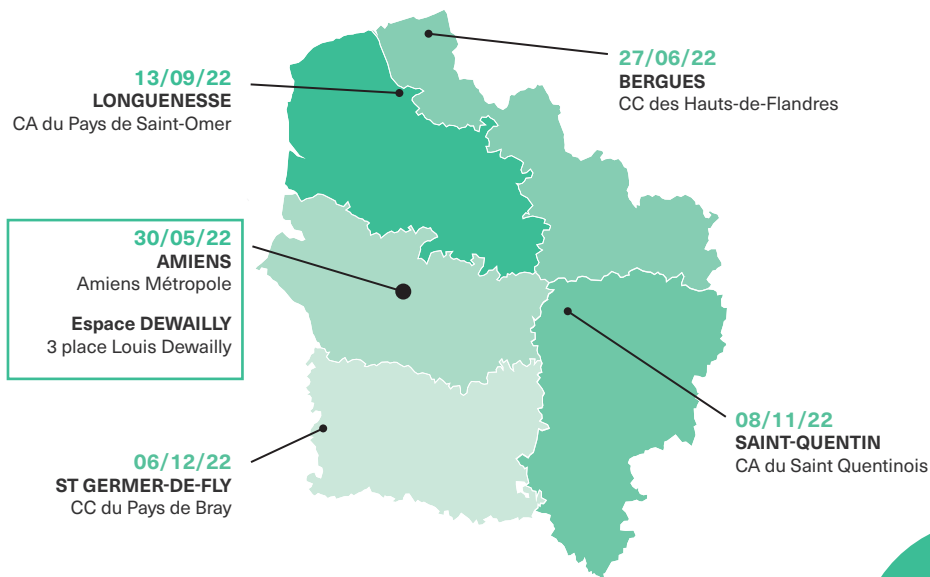 27/06/22
BERGUES
CC des Hauts-de-Flandres
13/09/22
LONGUENESSE
CA du Pays de Saint-Omer
30/05/22
AMIENS
Amiens Métropole
Espace DEWAILLY
3 place Louis Dewailly
08/11/22
SAINT-QUENTIN
CA du Saint Quentinois
06/12/22
ST GERMER-DE-FLY
CC du Pays de Bray